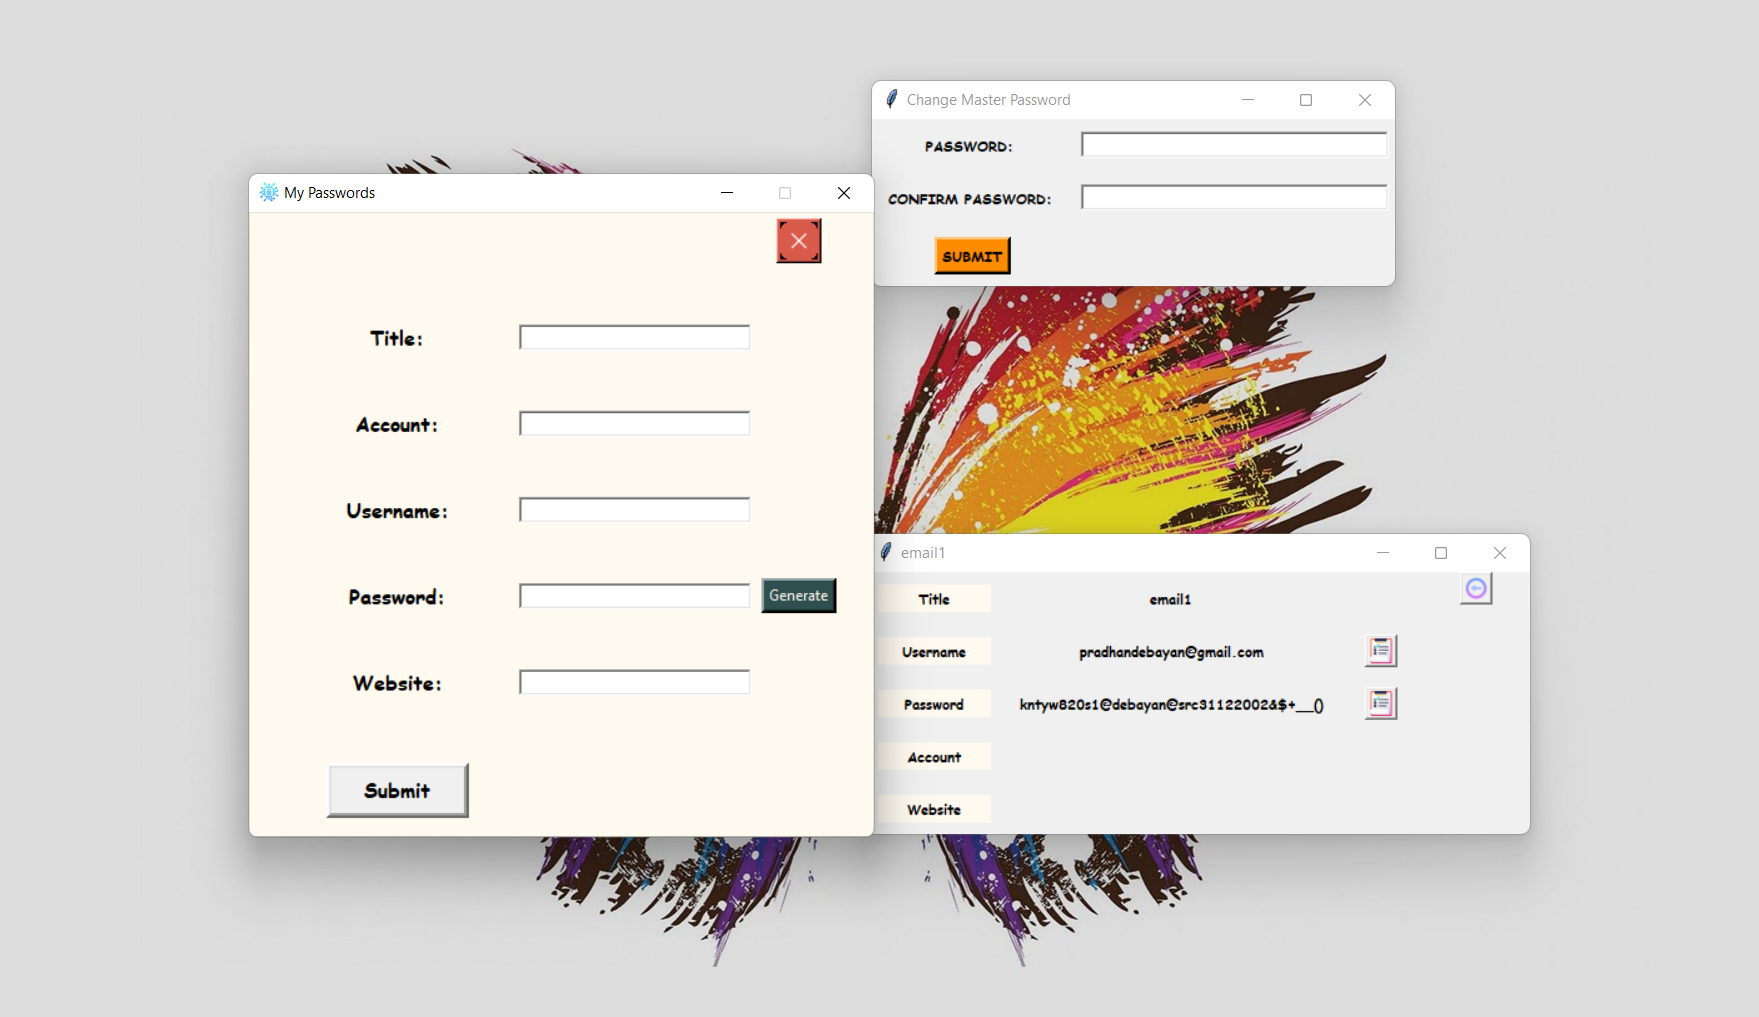 Change Master Password
PASSWORD:
CONFIRM PASSWORD:
SUBMIT
My Passwords
Title:
Account:
Username:
Password:
Generate
Website:
Submit
email1
Title email1
Username pradhandebayan@gmail.com
Password kntyw820s1@debayan@src31122002&$+__()
Account
Website